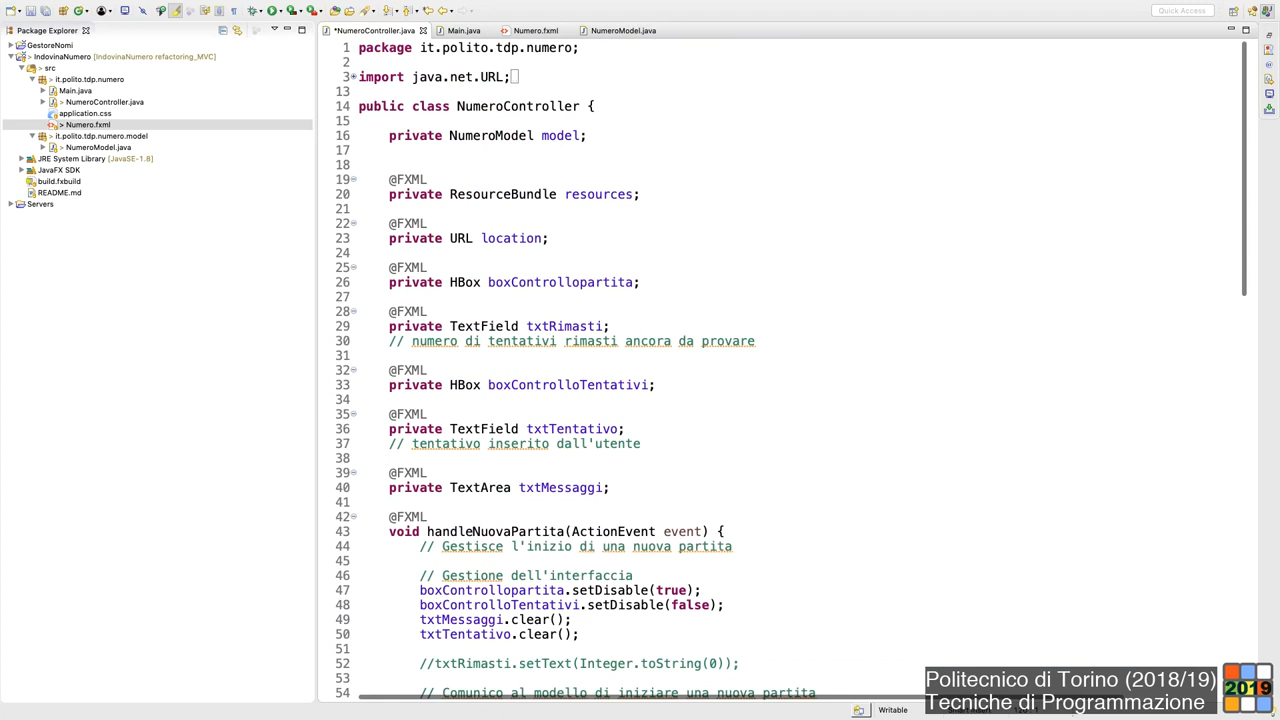 Quick Access
Package Explorer
GestoreNomi
IndovinaNumero [IndovinaNumero refactoring_MVC]
src
it.polito.tdp.numero
Main.java
> NumeroController.java
application.css
> Numero.fxml
> it.polito.tdp.numero.model
> NumeroModel.java
JRE System Library [JavaSE-1.8]
JavaFX SDK
build.fxbuild
README.md
Servers
*NumeroController.java
Main.java
Numero.fxml
NumeroModel.java
1 package it.polito.tdp.numero;
2
3 import java.net.URL;
13
14 public class NumeroController {
15
16 private NumeroModel model;
17
18
19 @FXML
20 private ResourceBundle resources;
21
22 @FXML
23 private URL location;
24
25 @FXML
26 private HBox boxControllopartita;
27
28 @FXML
29 private TextField txtRimasti;
30 // numero di tentativi rimasti ancora da provare
31
32 @FXML
33 private HBox boxControlloTentativi;
34
35 @FXML
36 private TextField txtTentativo;
37 // tentativo inserito dall'utente
38
39 @FXML
40 private TextArea txtMessaggi;
41
42 @FXML
43 void handleNuovaPartita(ActionEvent event) {
44 // Gestisce l'inizio di una nuova partita
45
46 // Gestione dell'interfaccia
47 boxControllopartita.setDisable(true);
48 boxControlloTentativi.setDisable(false);
49 txtMessaggi.clear();
50 txtTentativo.clear();
51
52 //txtRimasti.setText(Integer.toString(0));
53
54 // Comunico al modello di iniziare una nuova partita
Politecnico di Torino (2018/19)
Tecniche di Programmazione
2019
Writable